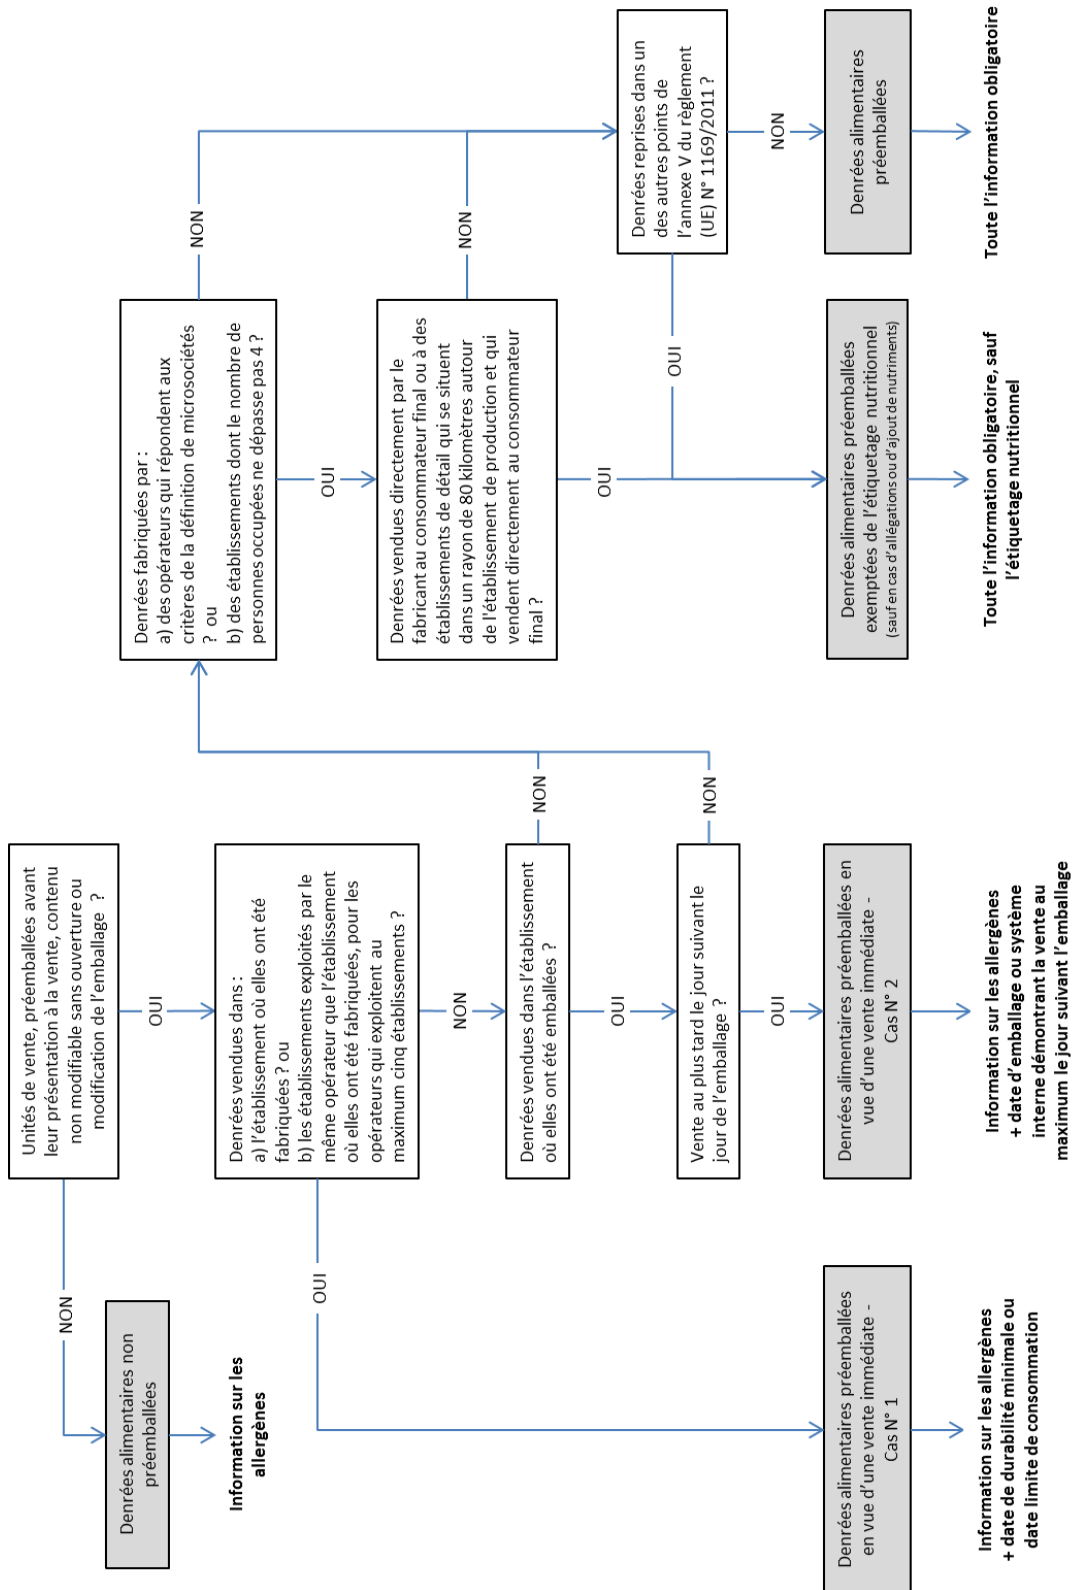 Unités de vente, préemballées avant
leur présentation à la vente, contenu
non modifiable sans ouverture ou
modification de l'emballage ?
NON
OUI
Denrées alimentaires non
préemballées
Information sur les
allergènes
Denrées vendues dans :
a) l'établissement où elles ont été
fabriquées ? ou
b) les établissements exploités par le
même opérateur que l'établissement
où elles ont été fabriquées, pour les
opérateurs qui exploitent au
maximum cinq établissements ?
OUI
NON
Denrées vendues dans l'établissement
où elles ont été emballées ?
OUI
NON
Vente au plus tard le jour suivant le
jour de l'emballage ?
OUI
NON
Denrées alimentaires préemballées
en vue d'une vente immédiate -
Cas N° 1
Information sur les allergènes
+ date de durabilité minimale ou
date limite de consommation
Denrées alimentaires préemballées en
vue d'une vente immédiate -
Cas N° 2
Information sur les allergènes
+ date d'emballage ou système
interne démontrant la vente au
maximum le jour suivant l'emballage
Denrées fabriquées par :
a) des opérateurs qui répondent aux
critères de la définition de microsociétés
? ou
b) des établissements dont le nombre de
personnes occupées ne dépasse pas 4 ?
NON
OUI
Denrées vendues directement par le
fabricant au consommateur final ou à des
établissements de détail qui se situent
dans un rayon de 80 kilomètres autour
de l'établissement de production et qui
vendent directement au consommateur
final ?
NON
OUI
Denrées reprises dans un
des autres points de
l'annexe V du règlement
(UE) N° 1169/2011 ?
OUI
NON
Denrées alimentaires préemballées
exemptées de l'étiquetage nutritionnel
(sauf en cas d'allégations ou d'ajout de nutriments)
Toute l'information obligatoire, sauf
l'étiquetage nutritionnel
Denrées alimentaires
préemballées
Toute l'information obligatoire